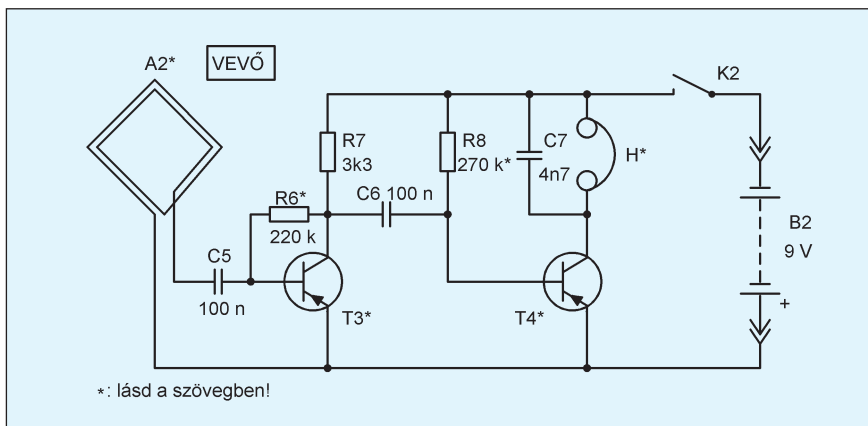 A2*
VEVŐ
K2
R7
3k3
R8
270 k*
C7
4n7
H*
R6*
220 k
C6 100 n
B2
9 V
C5
100 n
T3*
T4*
+
*: lásd a szövegben!